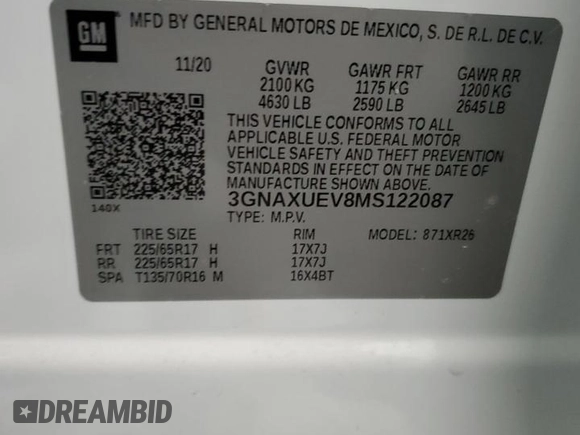 GM
MFD BY GENERAL MOTORS DE MEXICO, S. DE R.L. DE C.V.
11/20 GVWR GAWR FRT GAWR RR
2100 KG 1175 KG 1200 KG
4630 LB 2590 LB 2645 LB
THIS VEHICLE CONFORMS TO ALL
APPLICABLE U.S. FEDERAL MOTOR
VEHICLE SAFETY AND THEFT PREVENTION
STANDARDS IN EFFECT ON THE DATE OF
MANUFACTURE SHOWN ABOVE.
140X 3GNAXUEV8MS122087
TYPE: M.P.V.
TIRE SIZE RIM MODEL: 871XR26
FRT 225/65R17 H 17X7J
RR 225/65R17 H 17X7J
SPA T135/70R16 M 16X4BT
DREAMBID